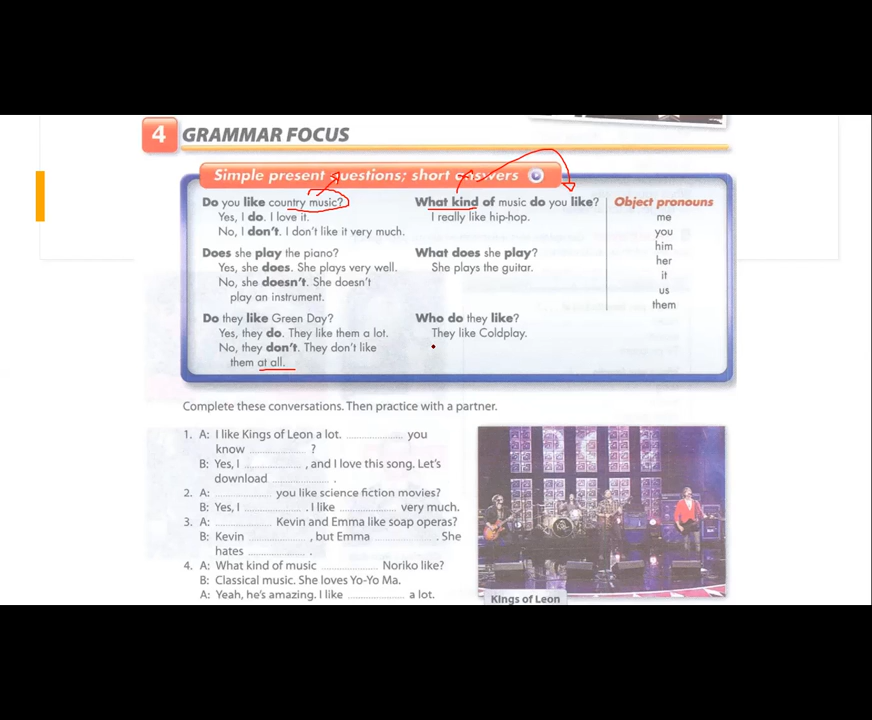 4 GRAMMAR FOCUS
Simple present questions; short answers
Do you like country music?
Yes, I do. I love it.
No, I don't. I don't like it very much.
Does she play the piano?
Yes, she does. She plays very well.
No, she doesn't. She doesn't
play an instrument.
Do they like Green Day?
Yes, they do. They like them a lot.
No, they don't. They don't like
them at all.
What kind of music do you like?
I really like hip-hop.
What does she play?
She plays the guitar.
Who do they like?
They like Coldplay.
Object pronouns
me
you
him
her
it
us
them
Complete these conversations. Then practice with a partner.
1. A: I like Kings of Leon a lot. .................. you
know .................. ?
B: Yes, I .................. , and I love this song. Let's
download .................. .
2. A: .................. you like science fiction movies?
B: Yes, I .................. . I like .................. very much.
3. A: .................. Kevin and Emma like soap operas?
B: Kevin .................. , but Emma .................. . She
hates .................. .
4. A: What kind of music .................. Noriko like?
B: Classical music. She loves Yo-Yo Ma.
A: Yeah, he's amazing. I like .................. a lot.
Kings of Leon